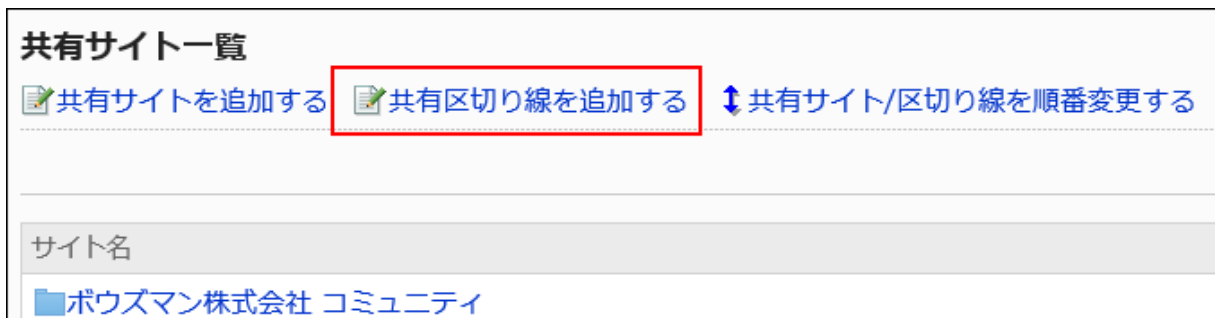 共有サイト一覧
共有サイトを追加する 共有区切り線を追加する 共有サイト/区切り線を順番変更する
サイト名
ボウズマン株式会社 コミュニティ